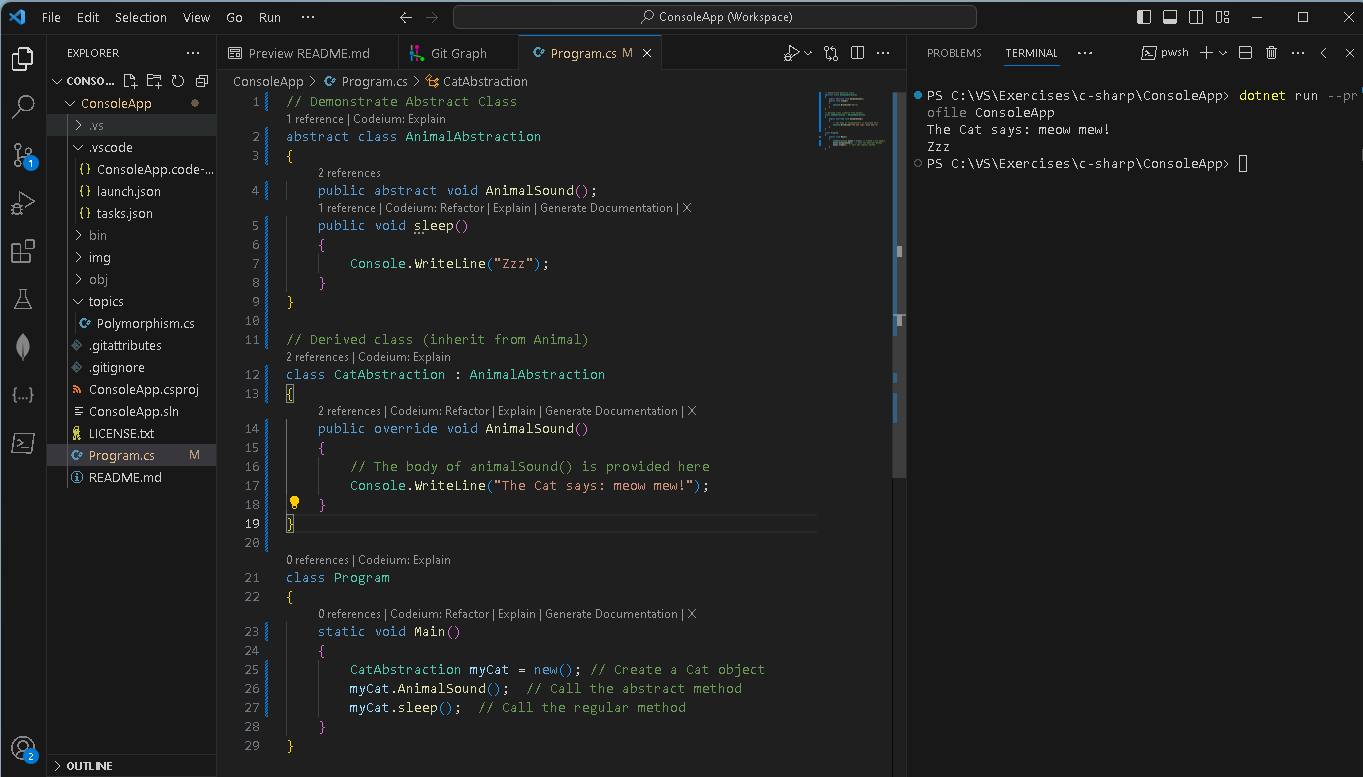 File Edit Selection View Go Run ···
ConsoleApp (Workspace)
EXPLORER ···
CONSO...
ConsoleApp
.vs
.vscode
{} ConsoleApp.code-...
{} launch.json
{} tasks.json
bin
img
obj
topics
Polymorphism.cs
.gitattributes
.gitignore
ConsoleApp.csproj
ConsoleApp.sln
LICENSE.txt
Program.cs M
README.md
OUTLINE
1
2
Preview README.md
Git Graph
Program.cs M
ConsoleApp > Program.cs > CatAbstraction
1 // Demonstrate Abstract Class
1 reference | Codeium: Explain
2 abstract class AnimalAbstraction
3 {
2 references
4 public abstract void AnimalSound();
1 reference | Codeium: Refactor | Explain | Generate Documentation | X
5 public void sleep()
6 {
7 Console.WriteLine("Zzz");
8 }
9 }
10
11 // Derived class (inherit from Animal)
2 references | Codeium: Explain
12 class CatAbstraction : AnimalAbstraction
13 {
2 references | Codeium: Refactor | Explain | Generate Documentation | X
14 public override void AnimalSound()
15 {
16 // The body of animalSound() is provided here
17 Console.WriteLine("The Cat says: meow mew!");
18 }
19 }
20
0 references | Codeium: Explain
21 class Program
22 {
0 references | Codeium: Refactor | Explain | Generate Documentation | X
23 static void Main()
24 {
25 CatAbstraction myCat = new(); // Create a Cat object
26 myCat.AnimalSound();  // Call the abstract method
27 myCat.sleep();  // Call the regular method
28 }
29 }
PROBLEMS TERMINAL ··· pwsh
PS C:\VS\Exercises\c-sharp\ConsoleApp> dotnet run --pr
ofile ConsoleApp
The Cat says: meow mew!
Zzz
PS C:\VS\Exercises\c-sharp\ConsoleApp>